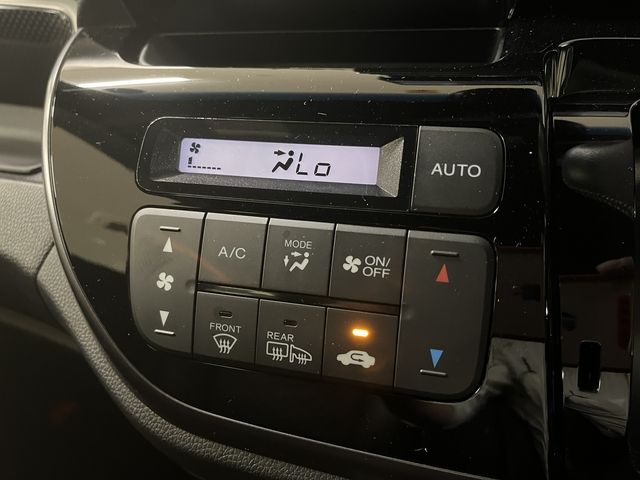 Lo
AUTO
A/C
MODE
ON/
OFF
FRONT
REAR